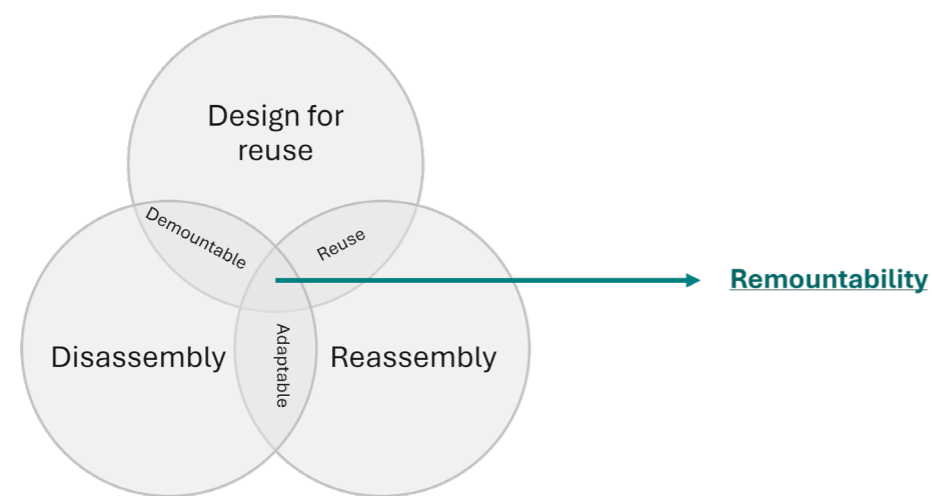 Design for
reuse
Demountable
Reuse
Remountability
Adaptable
Disassembly
Reassembly